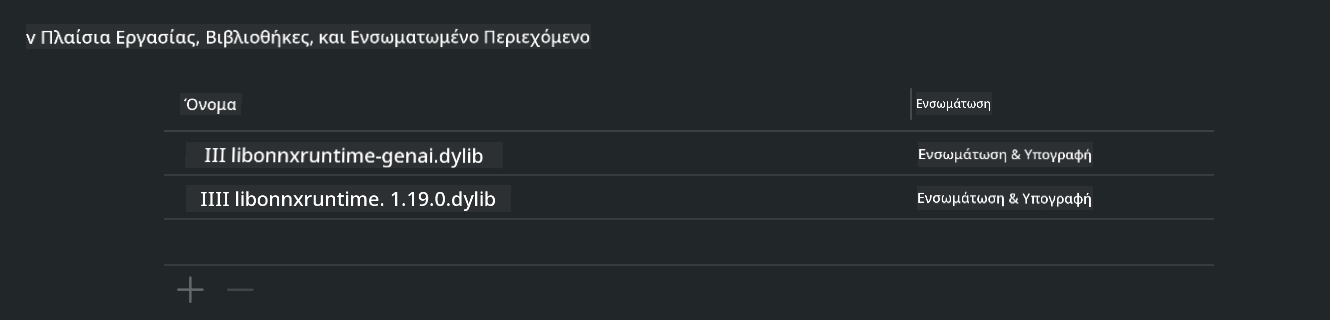 v Πλαίσια Εργασίας, Βιβλιοθήκες, και Ενσωματωμένο Περιεχόμενο
Όνομα Ενσωμάτωση
III libonnxruntime-genai.dylib Ενσωμάτωση & Υπογραφή
IIII libonnxruntime. 1.19.0.dylib Ενσωμάτωση & Υπογραφή